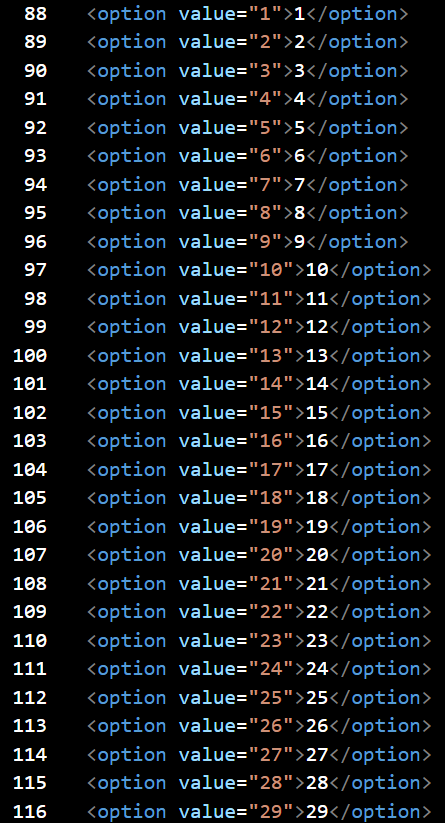 88 <option value="1">1</option>
89 <option value="2">2</option>
90 <option value="3">3</option>
91 <option value="4">4</option>
92 <option value="5">5</option>
93 <option value="6">6</option>
94 <option value="7">7</option>
95 <option value="8">8</option>
96 <option value="9">9</option>
97 <option value="10">10</option>
98 <option value="11">11</option>
99 <option value="12">12</option>
100 <option value="13">13</option>
101 <option value="14">14</option>
102 <option value="15">15</option>
103 <option value="16">16</option>
104 <option value="17">17</option>
105 <option value="18">18</option>
106 <option value="19">19</option>
107 <option value="20">20</option>
108 <option value="21">21</option>
109 <option value="22">22</option>
110 <option value="23">23</option>
111 <option value="24">24</option>
112 <option value="25">25</option>
113 <option value="26">26</option>
114 <option value="27">27</option>
115 <option value="28">28</option>
116 <option value="29">29</option>